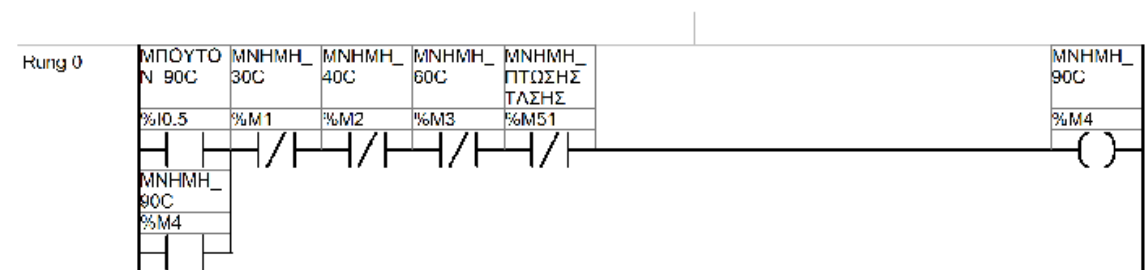 Rung 0
ΜΠΟΥΤΟ ΜΝΗΜΗ_ ΜΝΗΜΗ_ ΜΝΗΜΗ_ ΜΝΗΜΗ_ ΜΝΗΜΗ_
Ν 90C 30C 40C 60C ΠΤΩΣΗΣ 90C
ΤΑΣΗΣ
%I0.5 %M1 %M2 %M3 %M51 %M4
ΜΝΗΜΗ_
90C
%M4